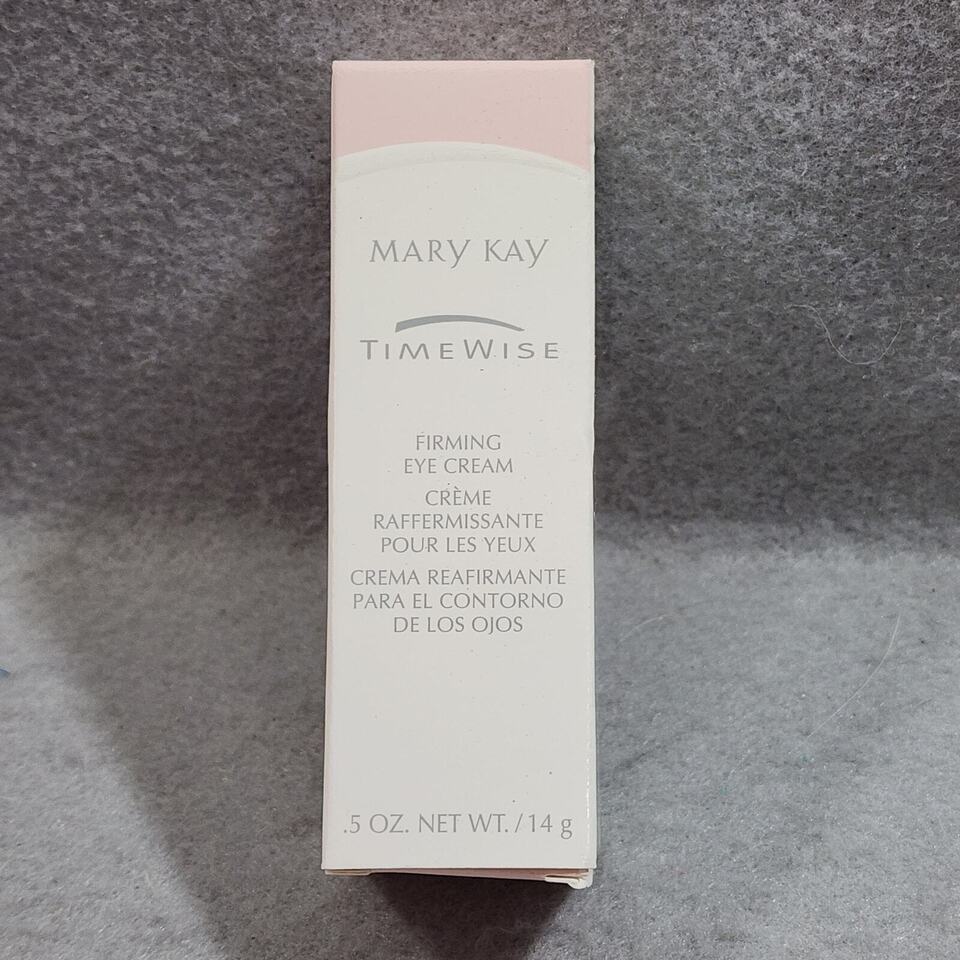 MARY KAY
TIMEWISE
FIRMING
EYE CREAM
CRÈME
RAFFERMISSANTE
POUR LES YEUX
CREMA REAFIRMANTE
PARA EL CONTORNO
DE LOS OJOS
.5 OZ. NET WT. / 14 g